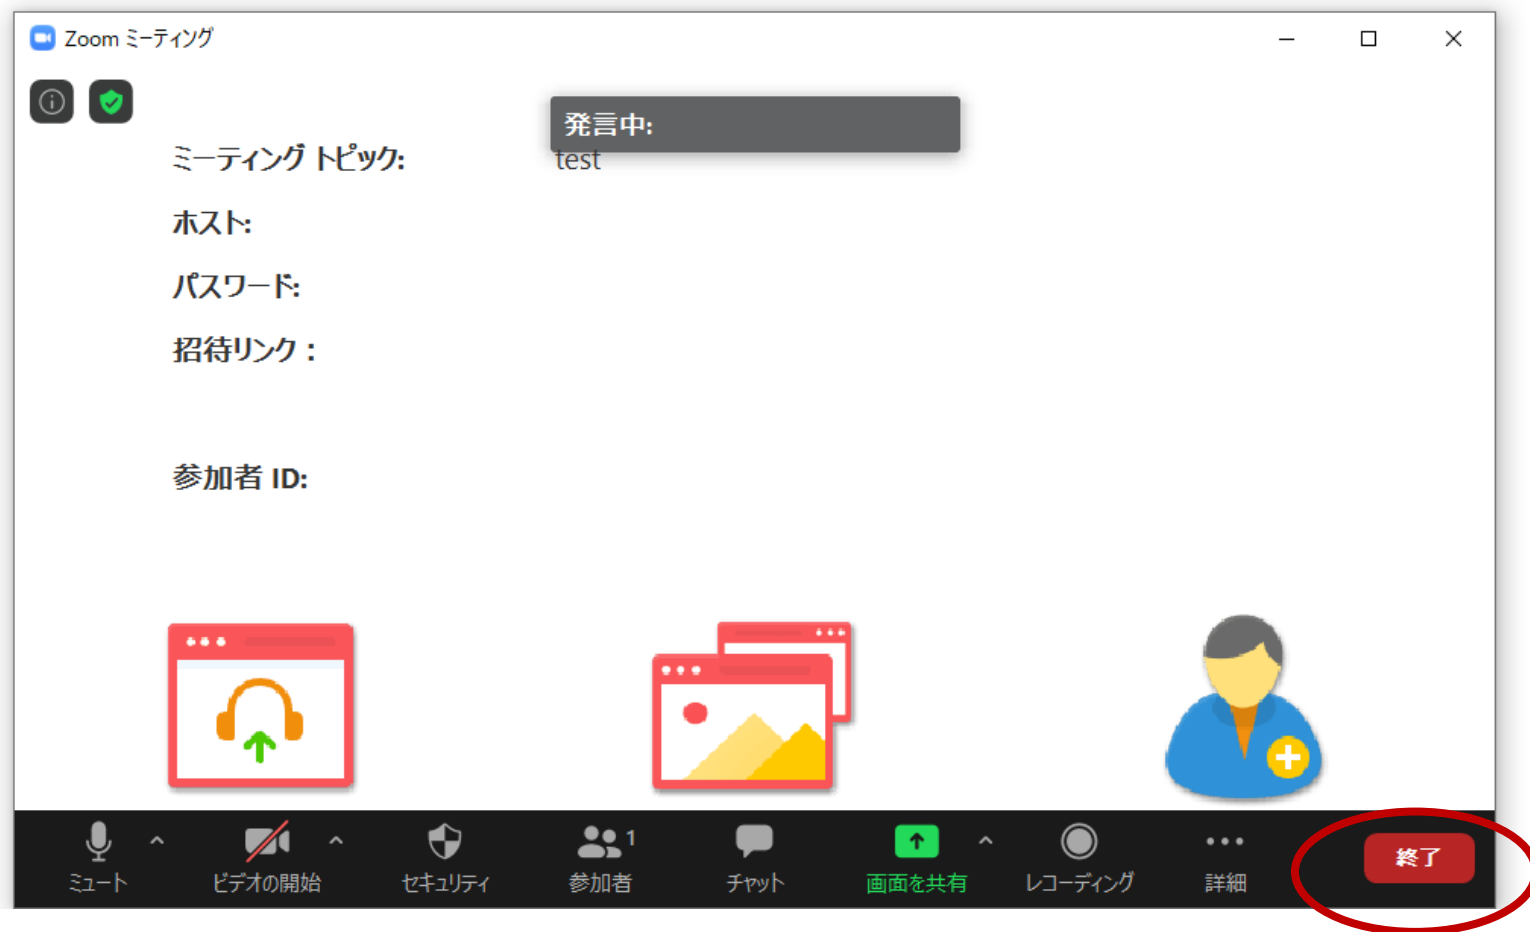 Zoom ミーティング
発言中:
ミーティング トピック: test
ホスト:
パスワード:
招待リンク：
参加者 ID:
1
ミュート ビデオの開始 セキュリティ 参加者 チャット 画面を共有 レコーディング 詳細 終了